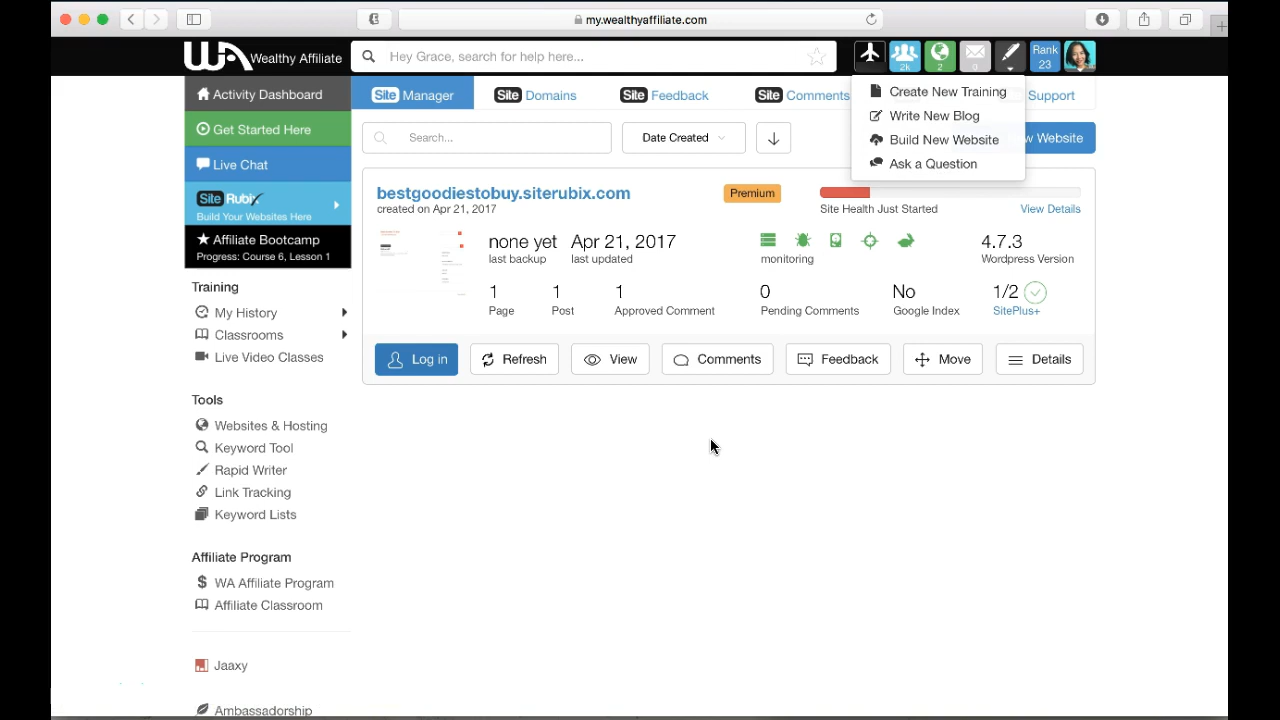 my.wealthyaffiliate.com
WA Wealthy Affiliate
Hey Grace, search for help here...
2k
2
0
Rank
23
Create New Training
Write New Blog
Build New Website
Ask a Question
Activity Dashboard
Get Started Here
Live Chat
Site Rubix
Build Your Websites Here
Affiliate Bootcamp
Progress: Course 6, Lesson 1
Site Manager
Site Domains
Site Feedback
Site Comments
Support
Search...
Date Created
w Website
bestgoodiestobuy.siterubix.com
created on Apr 21, 2017
Premium
Site Health Just Started
View Details
none yet
last backup
Apr 21, 2017
last updated
monitoring
4.7.3
Wordpress Version
1
Page
1
Post
1
Approved Comment
0
Pending Comments
No
Google Index
1/2
SitePlus+
Log in
Refresh
View
Comments
Feedback
Move
Details
Training
My History
Classrooms
Live Video Classes
Tools
Websites & Hosting
Keyword Tool
Rapid Writer
Link Tracking
Keyword Lists
Affiliate Program
$ WA Affiliate Program
Affiliate Classroom
Jaaxy
Ambassadorship